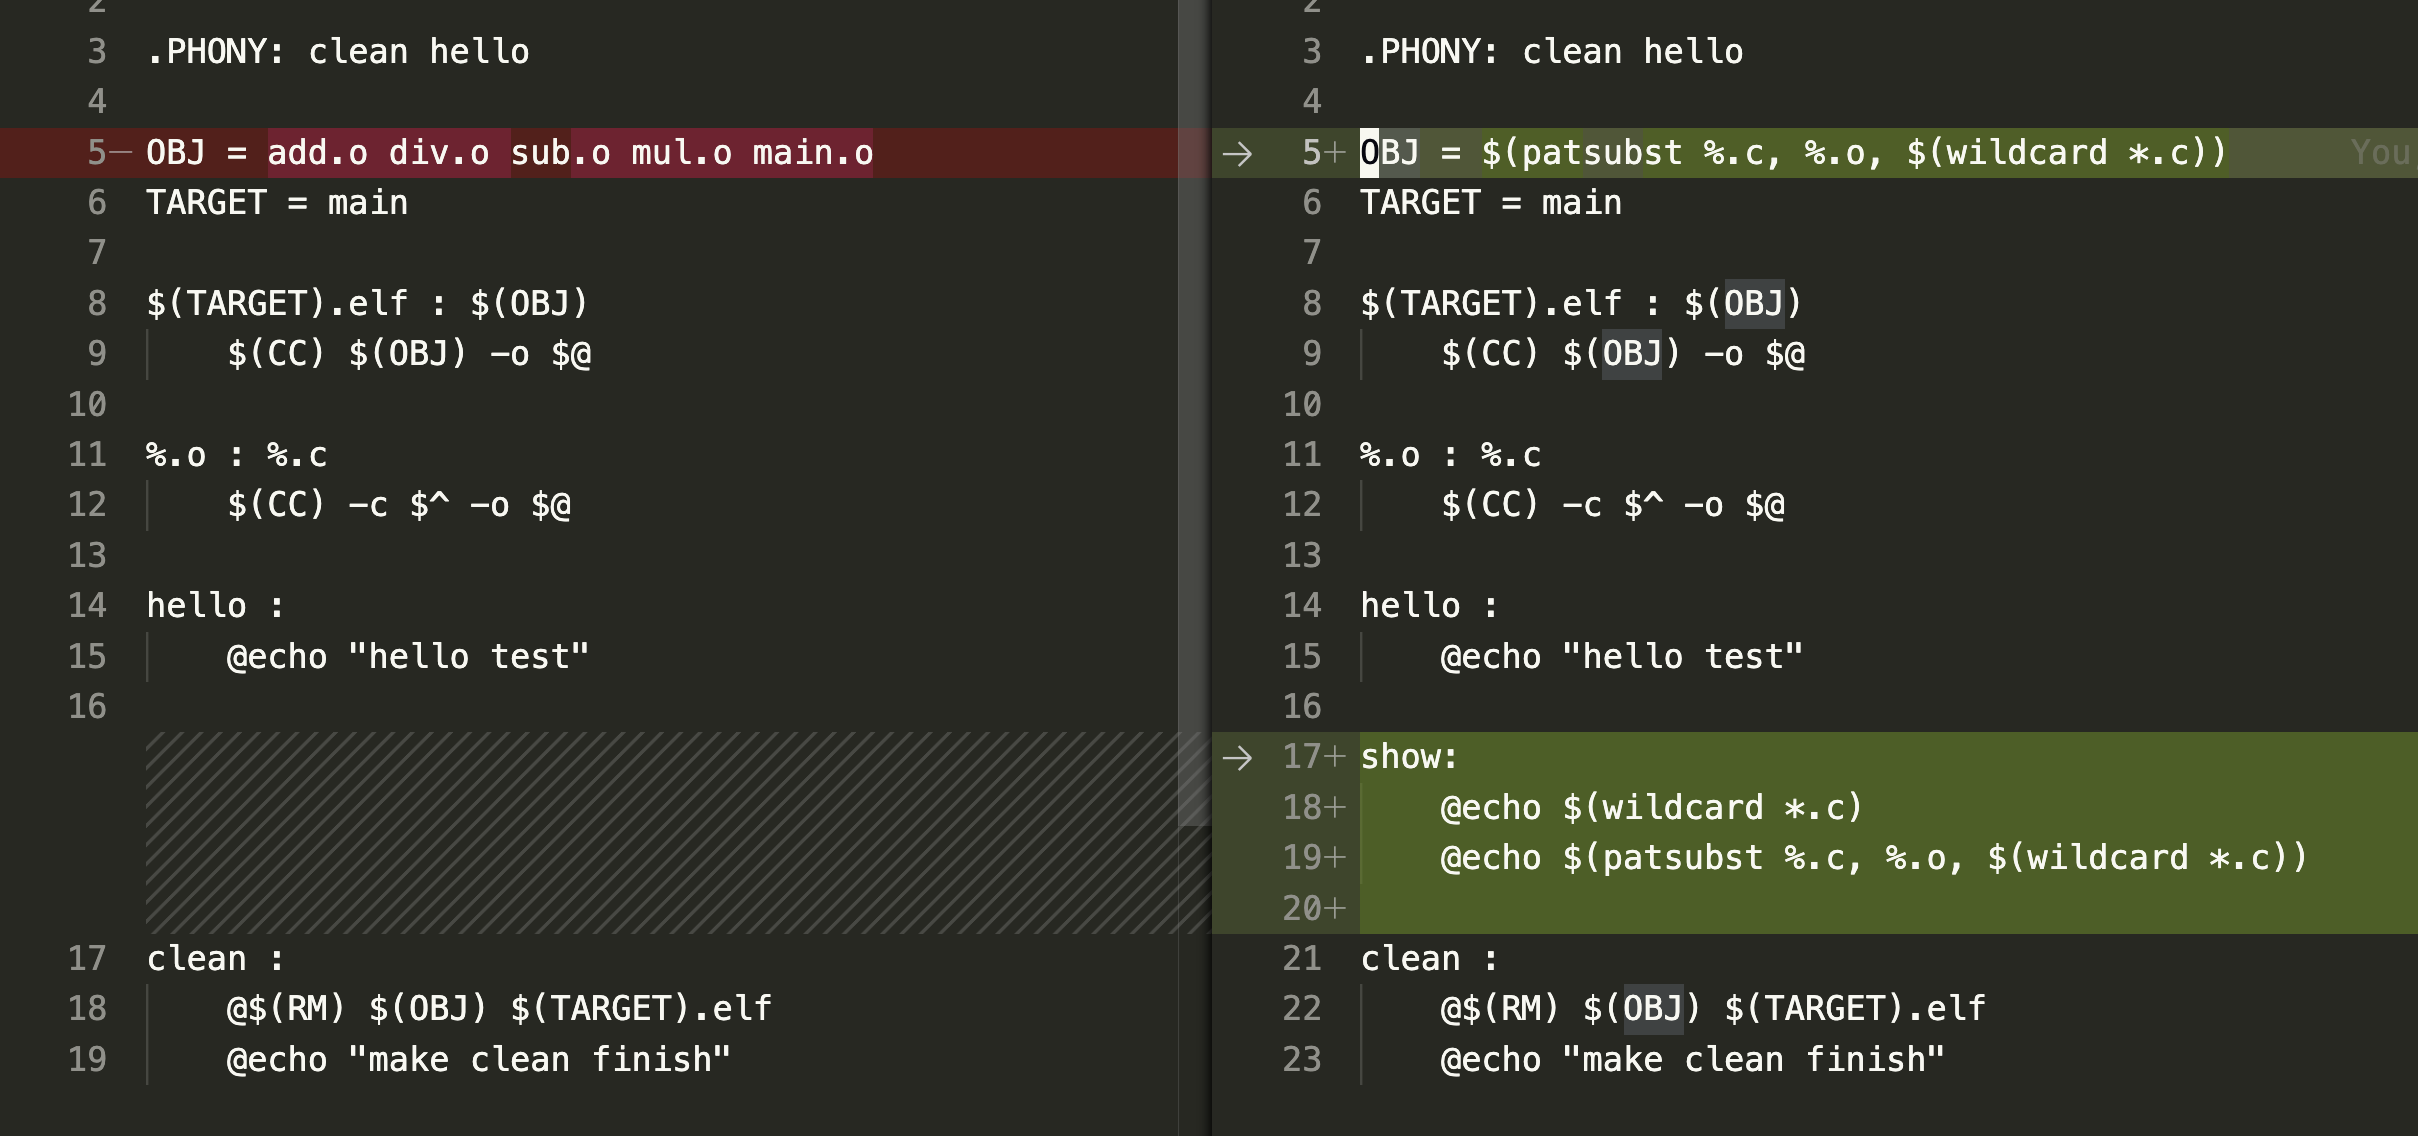 2
3 .PHONY: clean hello
4
5— OBJ = add.o div.o sub.o mul.o main.o
6 TARGET = main
7
8 $(TARGET).elf : $(OBJ)
9 $(CC) $(OBJ) -o $@
10
11 %.o : %.c
12 $(CC) -c $^ -o $@
13
14 hello :
15 @echo "hello test"
16
17 clean :
18 @$(RM) $(OBJ) $(TARGET).elf
19 @echo "make clean finish"
2
3 .PHONY: clean hello
4
→ 5+ OBJ = $(patsubst %.c, %.o, $(wildcard *.c)) You
6 TARGET = main
7
8 $(TARGET).elf : $(OBJ)
9 $(CC) $(OBJ) -o $@
10
11 %.o : %.c
12 $(CC) -c $^ -o $@
13
14 hello :
15 @echo "hello test"
16
→ 17+ show:
18+ @echo $(wildcard *.c)
19+ @echo $(patsubst %.c, %.o, $(wildcard *.c))
20+
21 clean :
22 @$(RM) $(OBJ) $(TARGET).elf
23 @echo "make clean finish"